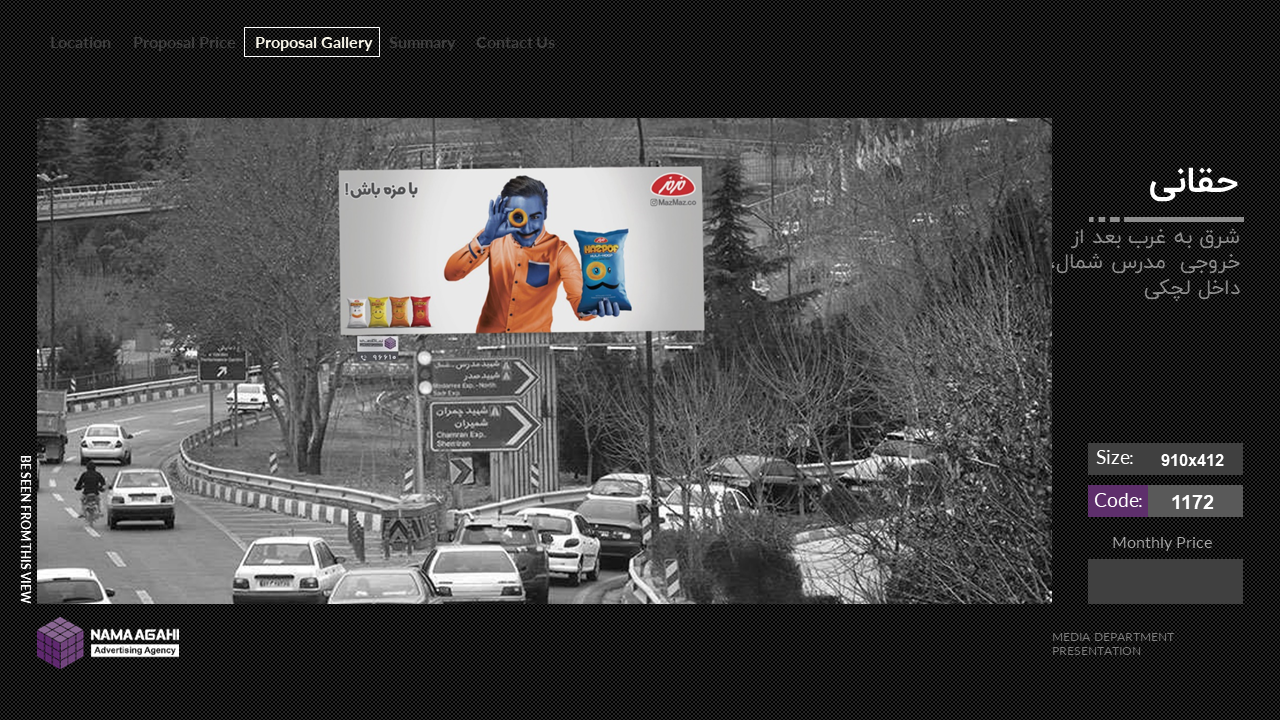 Location
Proposal Price
Proposal Gallery
Summary
Contact Us
با مزه باش!
مزمز
MazMaz.co
MAZPOF
حقانی
شرق به غرب بعد از
خروجی مدرس شمال،
داخل لچکی
۹۶۶۱۰
شهید مدرس - شمال
شهید صدر
Modarres Exp.-North
Sadr Exp.
شهید چمران
شمیران
Chamran Exp.
Shemiran
Size: 910x412
Code: 1172
Monthly Price
BE SEEN FROM THIS VIEW
NAMA AGAHI
Advertising Agency
MEDIA DEPARTMENT
PRESENTATION